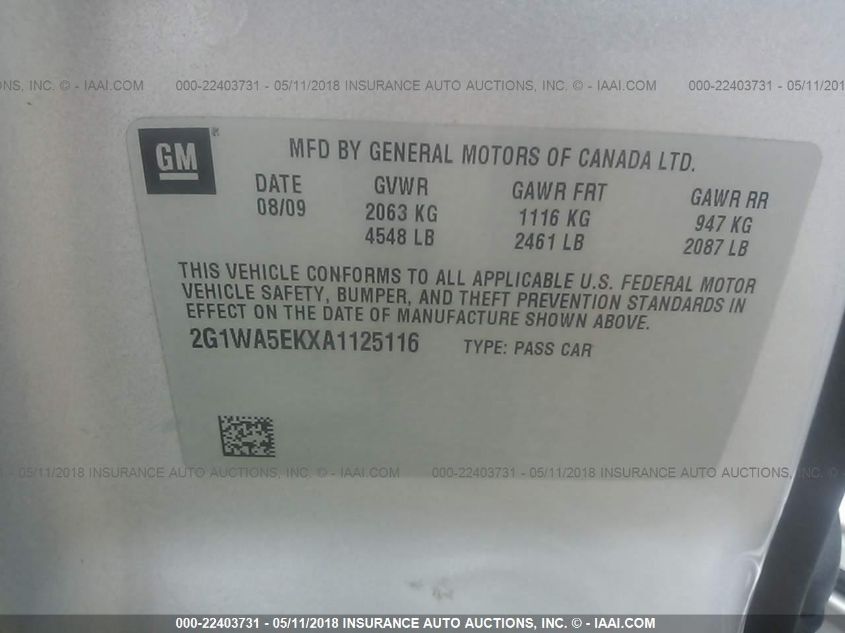 INC. © - IAAI.COM 000-22403731 - 05/11/2018 INSURANCE AUTO AUCTIONS, INC. © - IAAI.COM 000-22403731 - 05/11/2018 INSURANCE AUTO
GM MFD BY GENERAL MOTORS OF CANADA LTD.
DATE GVWR GAWR FRT GAWR RR
08/09 2063 KG 1116 KG 947 KG
4548 LB 2461 LB 2087 LB
THIS VEHICLE CONFORMS TO ALL APPLICABLE U.S. FEDERAL MOTOR
VEHICLE SAFETY, BUMPER, AND THEFT PREVENTION STANDARDS IN
EFFECT ON THE DATE OF MANUFACTURE SHOWN ABOVE.
2G1WA5EKXA1125116 TYPE: PASS CAR
05/11/2018 INSURANCE AUTO AUCTIONS, INC. © - IAAI.COM 000-22403731 - 05/11/2018 INSURANCE AUTO AUCTIONS, INC. © - IAAI.COM
000-22403731 - 05/11/2018 INSURANCE AUTO AUCTIONS, INC. © - IAAI.COM